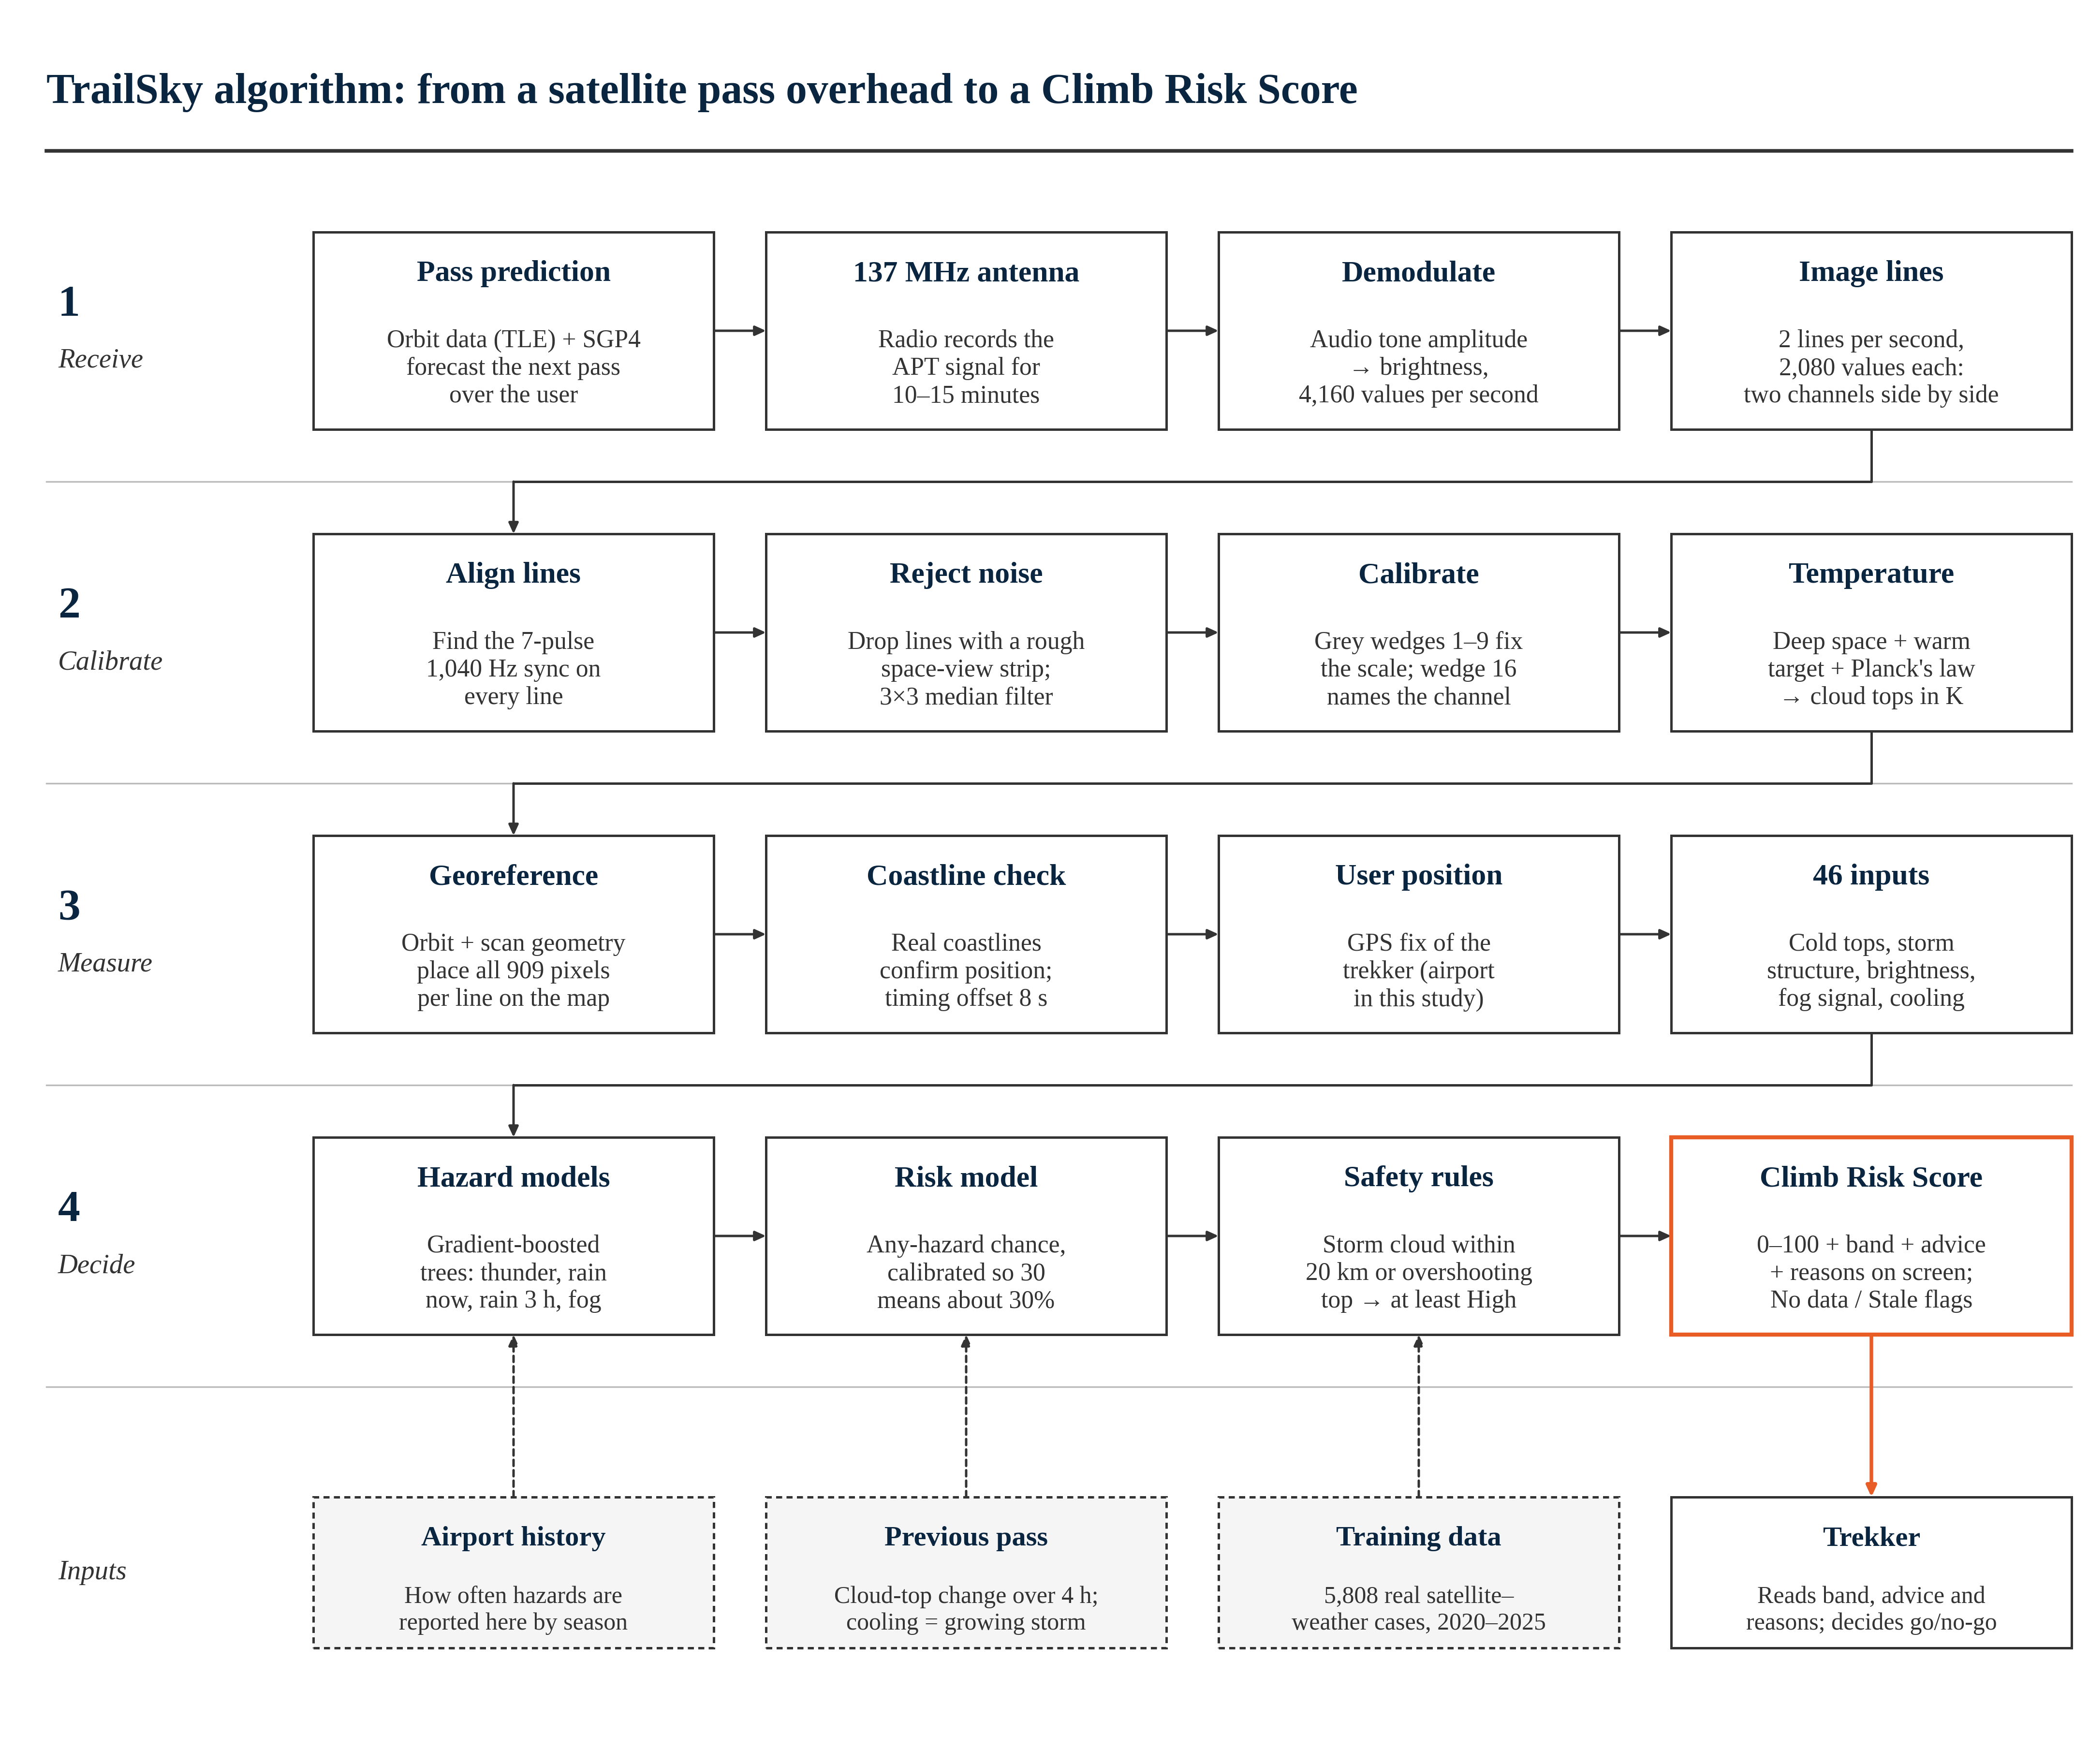 TrailSky algorithm: from a satellite pass overhead to a Climb Risk Score
1
Receive
Pass prediction
Orbit data (TLE) + SGP4
forecast the next pass
over the user
137 MHz antenna
Radio records the
APT signal for
10–15 minutes
Demodulate
Audio tone amplitude
→ brightness,
4,160 values per second
Image lines
2 lines per second,
2,080 values each:
two channels side by side
2
Calibrate
Align lines
Find the 7-pulse
1,040 Hz sync on
every line
Reject noise
Drop lines with a rough
space-view strip;
3×3 median filter
Calibrate
Grey wedges 1–9 fix
the scale; wedge 16
names the channel
Temperature
Deep space + warm
target + Planck's law
→ cloud tops in K
3
Measure
Georeference
Orbit + scan geometry
place all 909 pixels
per line on the map
Coastline check
Real coastlines
confirm position;
timing offset 8 s
User position
GPS fix of the
trekker (airport
in this study)
46 inputs
Cold tops, storm
structure, brightness,
fog signal, cooling
4
Decide
Hazard models
Gradient-boosted
trees: thunder, rain
now, rain 3 h, fog
Risk model
Any-hazard chance,
calibrated so 30
means about 30%
Safety rules
Storm cloud within
20 km or overshooting
top → at least High
Climb Risk Score
0–100 + band + advice
+ reasons on screen;
No data / Stale flags
Inputs
Airport history
How often hazards are
reported here by season
Previous pass
Cloud-top change over 4 h;
cooling = growing storm
Training data
5,808 real satellite–
weather cases, 2020–2025
Trekker
Reads band, advice and
reasons; decides go/no-go